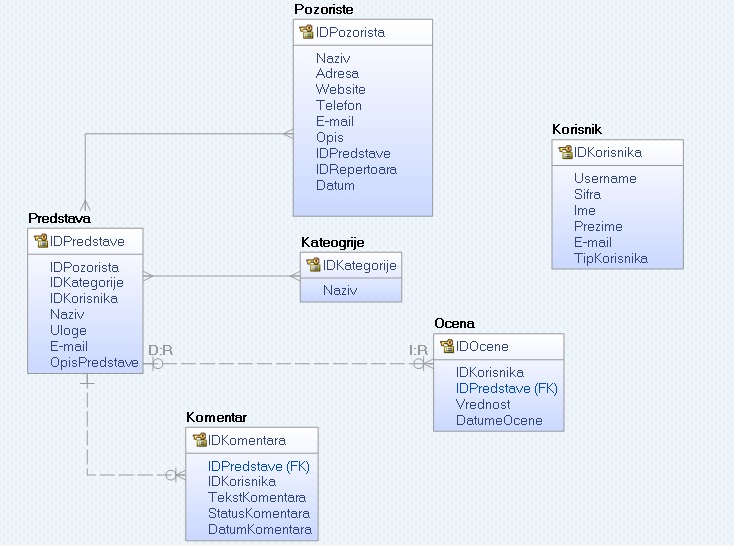 Pozoriste
IDPozorista
Naziv
Adresa
Website
Telefon
E-mail
Opis
IDPredstave
IDRepertoara
Datum
Korisnik
IDKorisnika
Username
Sifra
Ime
Prezime
E-mail
TipKorisnika
Predstava
IDPredstave
IDPozorista
IDKategorije
IDKorisnika
Naziv
Uloge
E-mail
OpisPredstave
Kateogrije
IDKategorije
Naziv
D:R
I:R
Ocena
IDOcene
IDKorisnika
IDPredstave (FK)
Vrednost
DatumeOcene
Komentar
IDKomentara
IDPredstave (FK)
IDKorisnika
TekstKomentara
StatusKomentara
DatumKomentara